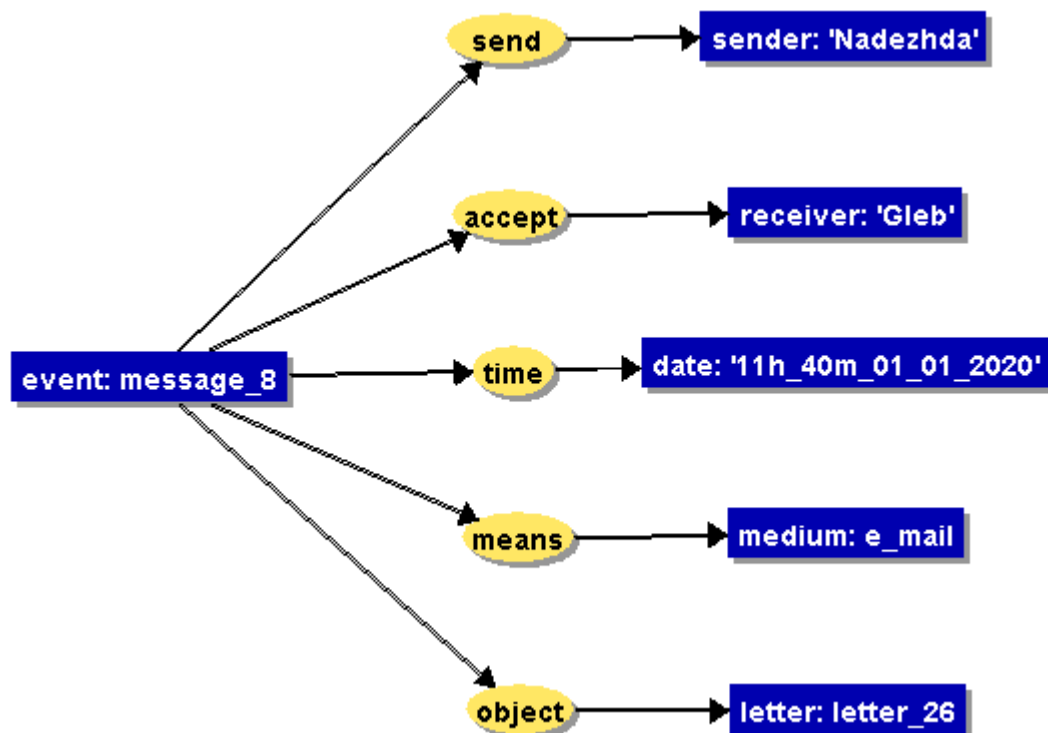 send
sender: 'Nadezhda'
accept
receiver: 'Gleb'
event: message_8
time
date: '11h_40m_01_01_2020'
means
medium: e_mail
object
letter: letter_26